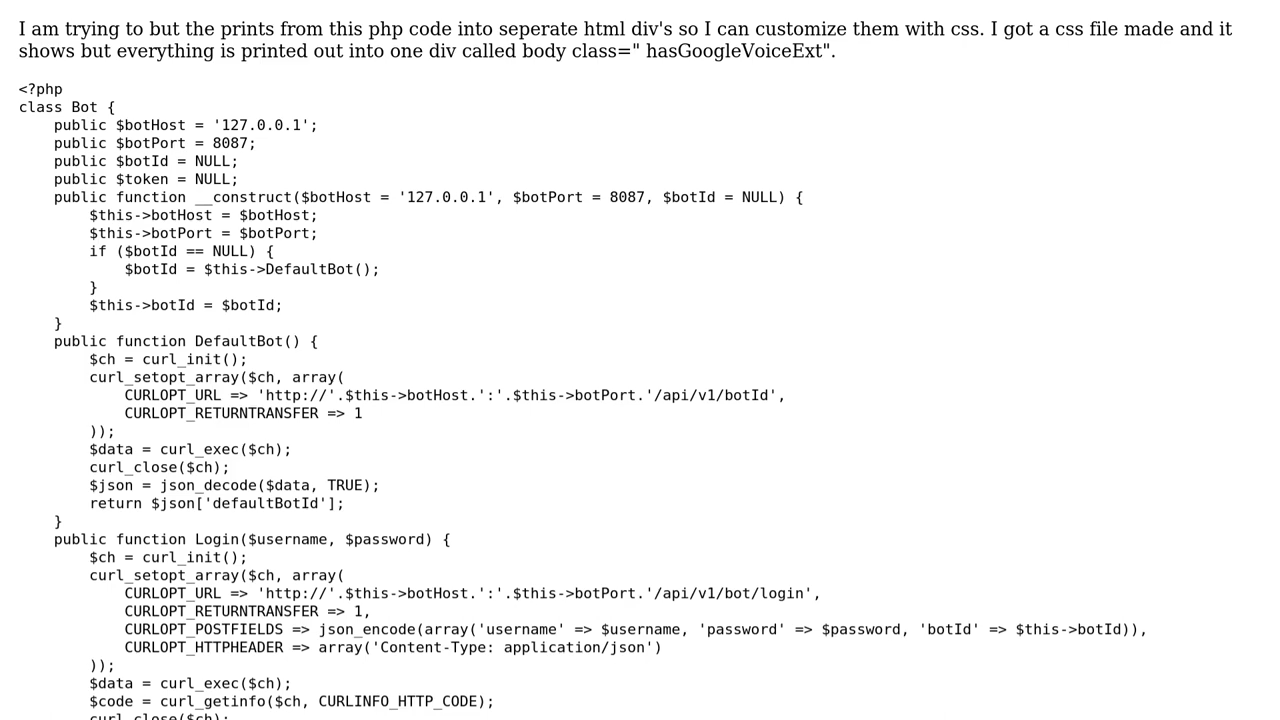 I am trying to but the prints from this php code into seperate html div's so I can customize them with css. I got a css file made and it
shows but everything is printed out into one div called body class=" hasGoogleVoiceExt".
<?php
class Bot {
    public $botHost = '127.0.0.1';
    public $botPort = 8087;
    public $botId = NULL;
    public $token = NULL;
    public function __construct($botHost = '127.0.0.1', $botPort = 8087, $botId = NULL) {
        $this->botHost = $botHost;
        $this->botPort = $botPort;
        if ($botId == NULL) {
            $botId = $this->DefaultBot();
        }
        $this->botId = $botId;
    }
    public function DefaultBot() {
        $ch = curl_init();
        curl_setopt_array($ch, array(
            CURLOPT_URL => 'http://'.$this->botHost.':'.$this->botPort.'/api/v1/botId',
            CURLOPT_RETURNTRANSFER => 1
        ));
        $data = curl_exec($ch);
        curl_close($ch);
        $json = json_decode($data, TRUE);
        return $json['defaultBotId'];
    }
    public function Login($username, $password) {
        $ch = curl_init();
        curl_setopt_array($ch, array(
            CURLOPT_URL => 'http://'.$this->botHost.':'.$this->botPort.'/api/v1/bot/login',
            CURLOPT_RETURNTRANSFER => 1,
            CURLOPT_POSTFIELDS => json_encode(array('username' => $username, 'password' => $password, 'botId' => $this->botId)),
            CURLOPT_HTTPHEADER => array('Content-Type: application/json')
        ));
        $data = curl_exec($ch);
        $code = curl_getinfo($ch, CURLINFO_HTTP_CODE);
        curl_close($ch);